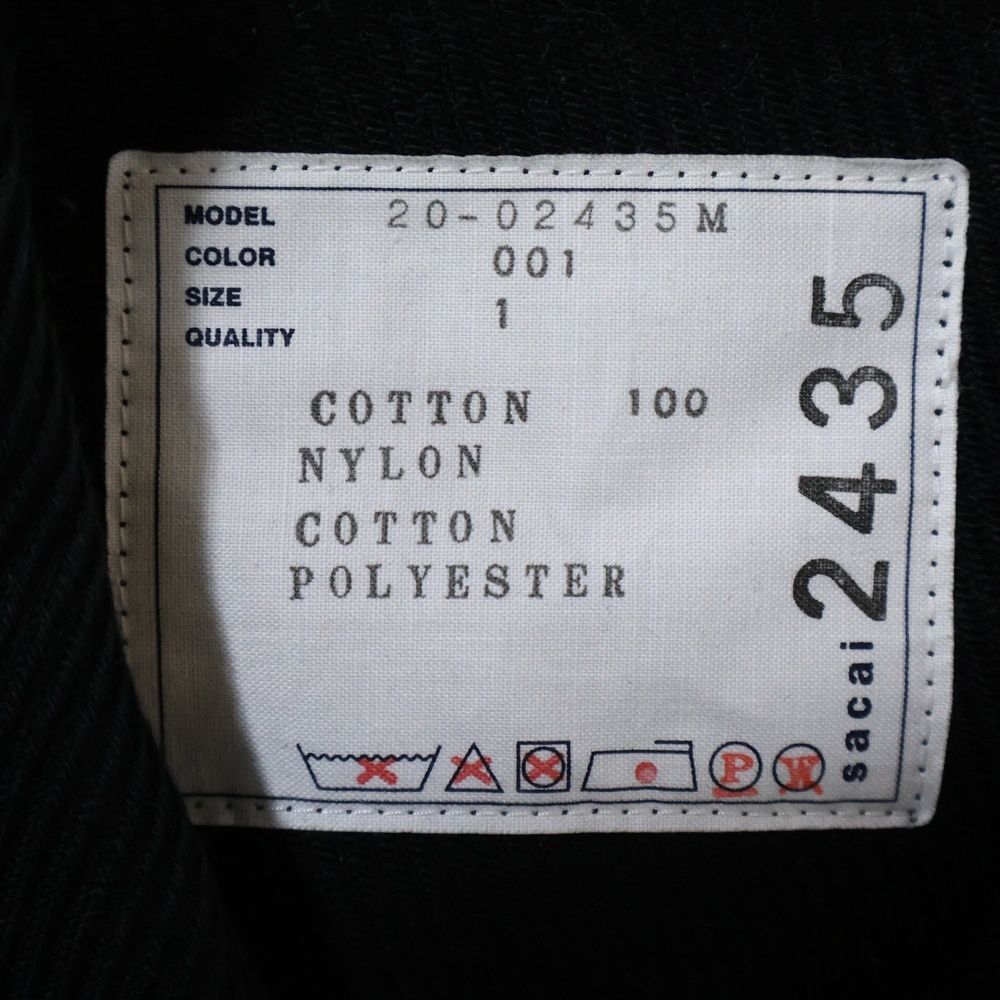 MODEL 20-02435M
COLOR 001
SIZE 1
QUALITY
COTTON 100
NYLON
COTTON
POLYESTER
P W
sacai 2435